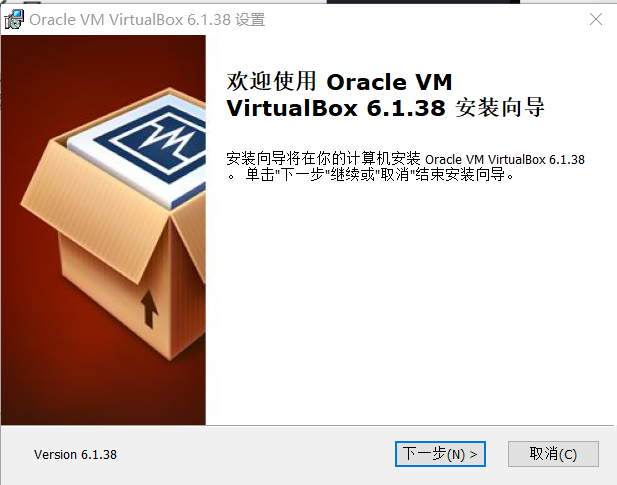 Oracle VM VirtualBox 6.1.38 设置
欢迎使用 Oracle VM
VirtualBox 6.1.38 安装向导
安装向导将在你的计算机安装 Oracle VM VirtualBox 6.1.38
。 单击"下一步"继续或"取消"结束安装向导。
Version 6.1.38
下一步(N) >
取消(C)